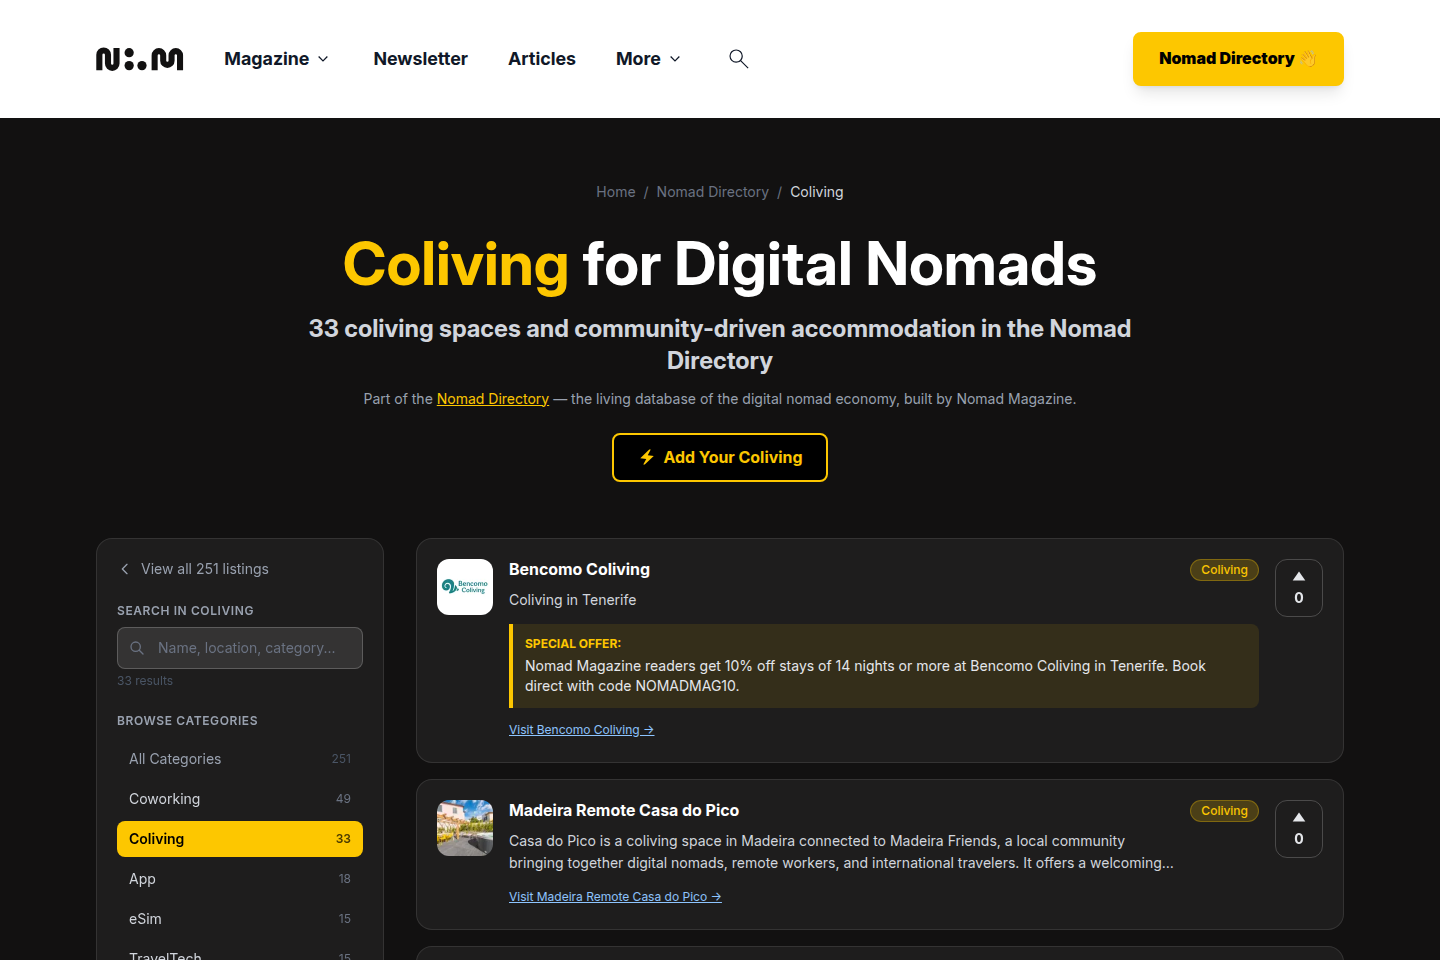 N:.M
Magazine
Newsletter
Articles
More
Nomad Directory 👋
Home / Nomad Directory / Coliving
Coliving for Digital Nomads
33 coliving spaces and community-driven accommodation in the Nomad
Directory
Part of the Nomad Directory — the living database of the digital nomad economy, built by Nomad Magazine.
⚡ Add Your Coliving
View all 251 listings
SEARCH IN COLIVING
Name, location, category...
33 results
BROWSE CATEGORIES
All Categories 251
Coworking 49
Coliving 33
App 18
eSim 15
TravelTech 15
Bencomo
Coliving
Bencomo Coliving
Coliving
▲
0
Coliving in Tenerife
SPECIAL OFFER:
Nomad Magazine readers get 10% off stays of 14 nights or more at Bencomo Coliving in Tenerife. Book
direct with code NOMADMAG10.
Visit Bencomo Coliving →
Madeira Remote Casa do Pico
Coliving
▲
0
Casa do Pico is a coliving space in Madeira connected to Madeira Friends, a local community
bringing together digital nomads, remote workers, and international travelers. It offers a welcoming...
Visit Madeira Remote Casa do Pico →